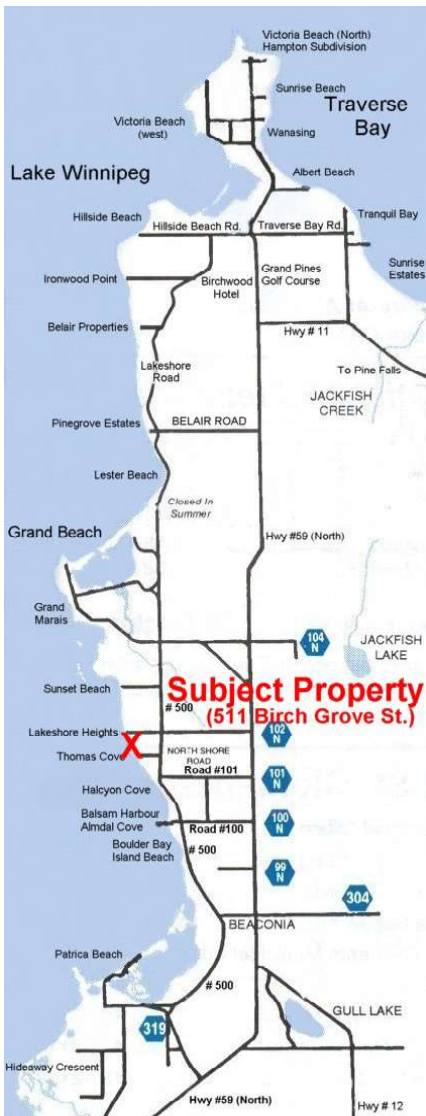 Victoria Beach (North)
Hampton Subdivision
Sunrise Beach
Traverse
Bay
Victoria Beach
(west)
Wanasing
Lake Winnipeg
Albert Beach
Hillside Beach
Hillside Beach Rd.
Traverse Bay Rd.
Tranquil Bay
Ironwood Point
Birchwood
Hotel
Grand Pines
Golf Course
Sunrise
Estates
Belair Properties
Hwy # 11
Lakeshore
Road
To Pine Falls
JACKFISH
CREEK
Pinegrove Estates
BELAIR ROAD
Lester Beach
Closed In
Summer
Grand Beach
Hwy #59 (North)
Grand
Marais
104
N
JACKFISH
LAKE
Sunset Beach
Subject Property
# 500
(511 Birch Grove St.)
Lakeshore Heights
102
N
X
Thomas Cove
NORTH SHORE
ROAD
Road #101
101
N
Halcyon Cove
Balsam Harbour
Almdal Cove
Road #100
100
N
Boulder Bay
Island Beach
# 500
99
N
304
BEACONIA
Patrica Beach
# 500
319
GULL LAKE
Hideaway Crescent
Hwy #59 (North)
Hwy # 12